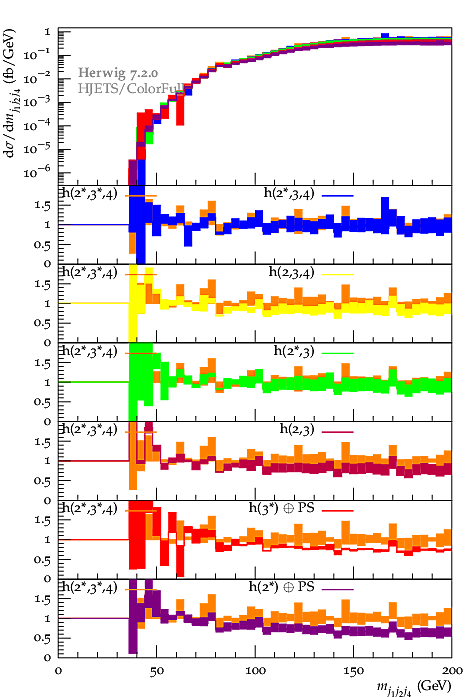 dσ/dm_{j₁j₂j₄} (fb/GeV)
1
10⁻¹
10⁻²
10⁻³
10⁻⁴
10⁻⁵
10⁻⁶
Herwig 7.2.0
HJETS/ColorFull
h(2*,3*,4) h(2*,3,4)
1.5
1
0.5
0
h(2*,3*,4) h(2,3,4)
1.5
1
0.5
0
h(2*,3*,4) h(2*,3)
1.5
1
0.5
0
h(2*,3*,4) h(2,3)
1.5
1
0.5
0
h(2*,3*,4) h(3*) ⊕ PS
1.5
1
0.5
0
h(2*,3*,4) h(2*) ⊕ PS
1.5
1
0.5
0
0 50 100 150 200
m_{j₁j₂j₄} (GeV)